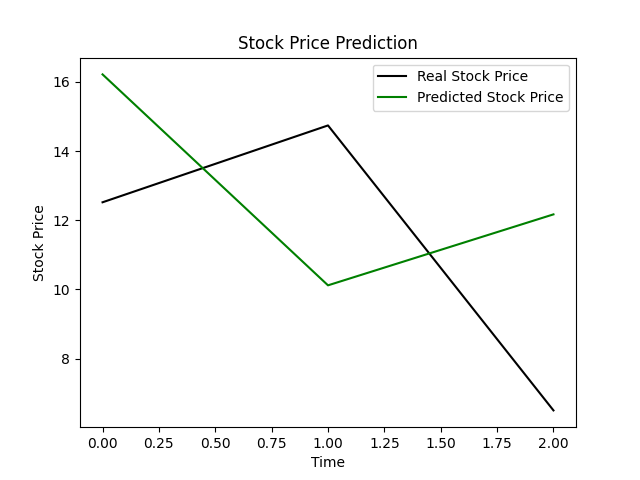 Stock Price Prediction
Real Stock Price
Predicted Stock Price
Stock Price
16
14
12
10
8
0.00 0.25 0.50 0.75 1.00 1.25 1.50 1.75 2.00
Time